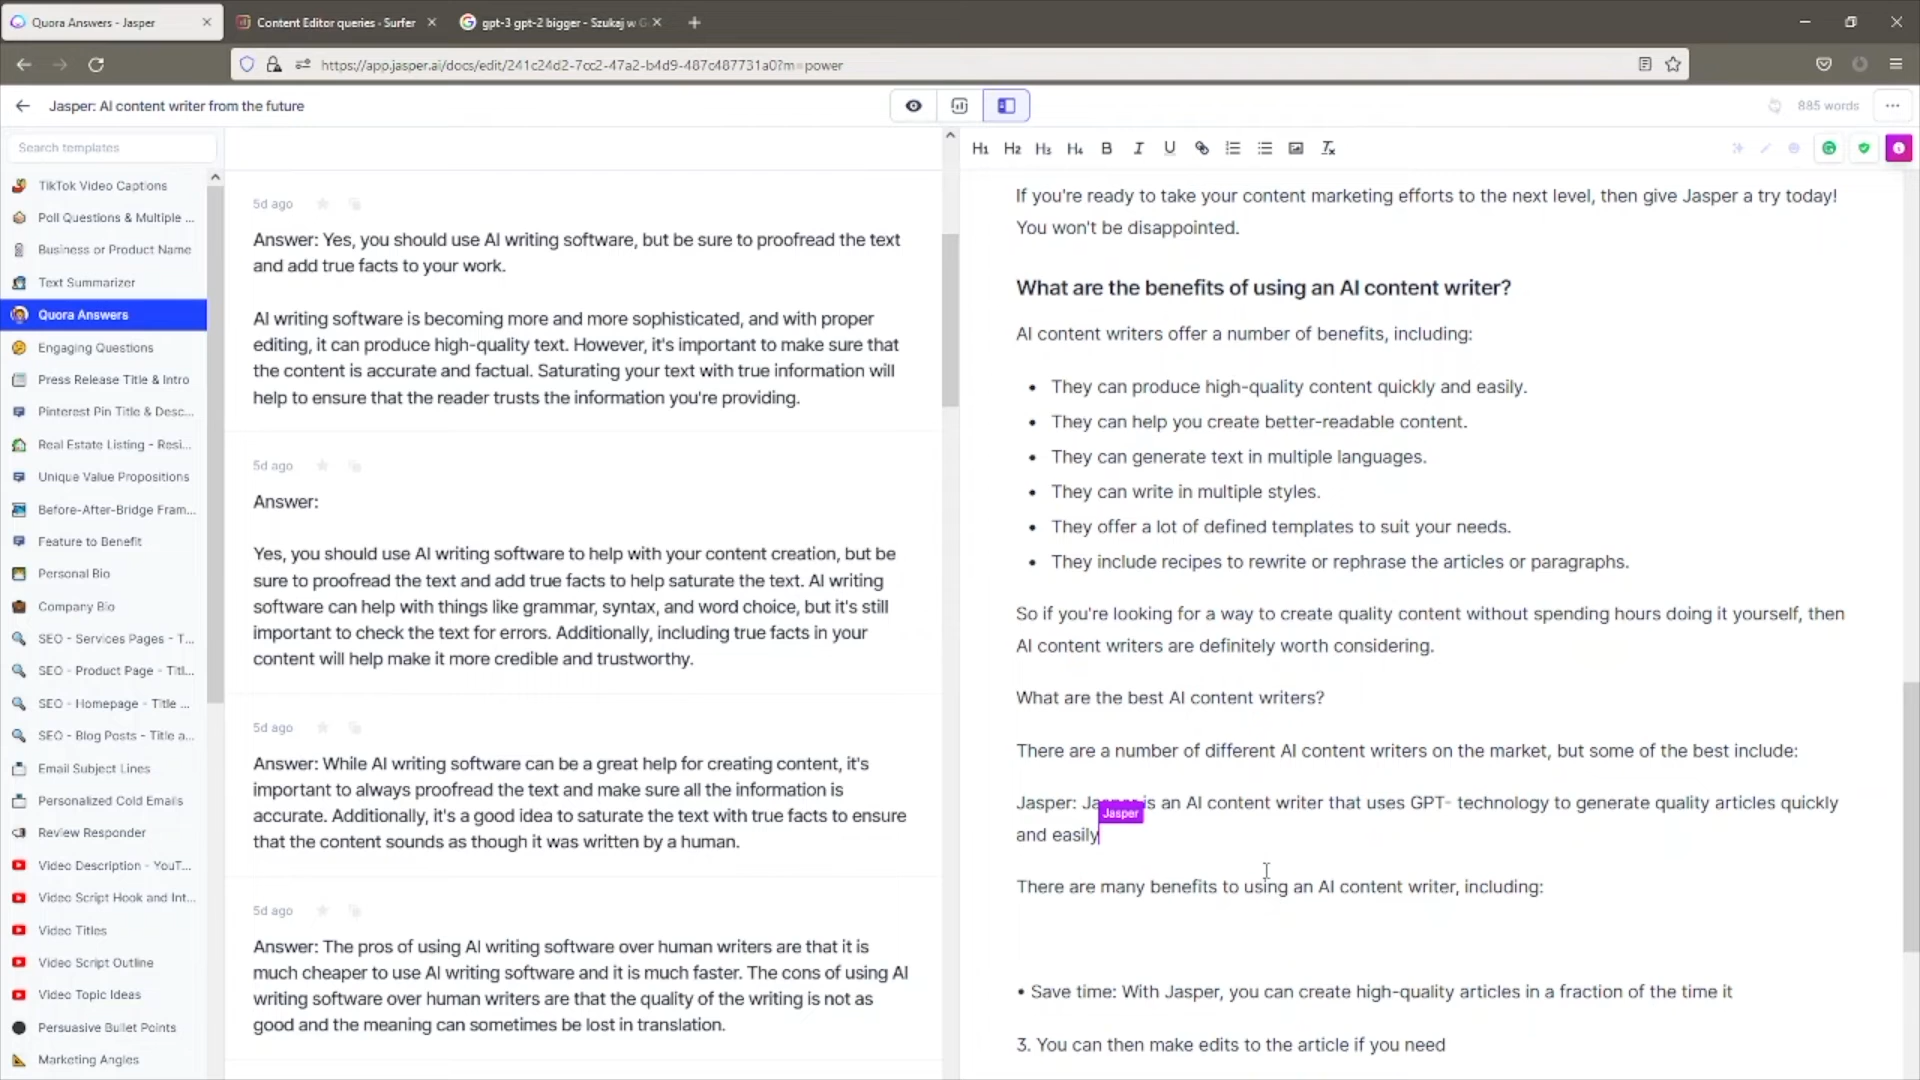 Quora Answers - Jasper
Content Editor queries · Surfer
gpt-3 gpt-2 bigger - Szukaj w G
https://app.jasper.ai/docs/edit/241c24d2-7cc2-47a2-b4d9-487c487731a0?m=power
Jasper: AI content writer from the future
885 words
Search templates
TikTok Video Captions
Poll Questions & Multiple ...
Business or Product Name
Text Summarizer
Quora Answers
Engaging Questions
Press Release Title & Intro
Pinterest Pin Title & Desc...
Real Estate Listing - Resi...
Unique Value Propositions
Before-After-Bridge Fram...
Feature to Benefit
Personal Bio
Company Bio
SEO - Services Pages - T...
SEO - Product Page - Titl...
SEO - Homepage - Title ...
SEO - Blog Posts - Title a...
Email Subject Lines
Personalized Cold Emails
Review Responder
Video Description - YouT...
Video Script Hook and Int...
Video Titles
Video Script Outline
Video Topic Ideas
Persuasive Bullet Points
Marketing Angles
5d ago
Answer: Yes, you should use AI writing software, but be sure to proofread the text
and add true facts to your work.
AI writing software is becoming more and more sophisticated, and with proper
editing, it can produce high-quality text. However, it's important to make sure that
the content is accurate and factual. Saturating your text with true information will
help to ensure that the reader trusts the information you're providing.
5d ago
Answer:
Yes, you should use AI writing software to help with your content creation, but be
sure to proofread the text and add true facts to help saturate the text. AI writing
software can help with things like grammar, syntax, and word choice, but it's still
important to check the text for errors. Additionally, including true facts in your
content will help make it more credible and trustworthy.
5d ago
Answer: While AI writing software can be a great help for creating content, it's
important to always proofread the text and make sure all the information is
accurate. Additionally, it's a good idea to saturate the text with true facts to ensure
that the content sounds as though it was written by a human.
5d ago
Answer: The pros of using AI writing software over human writers are that it is
much cheaper to use AI writing software and it is much faster. The cons of using AI
writing software over human writers are that the quality of the writing is not as
good and the meaning can sometimes be lost in translation.
H1 H2 H3 H4 B I U
If you're ready to take your content marketing efforts to the next level, then give Jasper a try today!
You won't be disappointed.
What are the benefits of using an AI content writer?
AI content writers offer a number of benefits, including:
• They can produce high-quality content quickly and easily.
• They can help you create better-readable content.
• They can generate text in multiple languages.
• They can write in multiple styles.
• They offer a lot of defined templates to suit your needs.
• They include recipes to rewrite or rephrase the articles or paragraphs.
So if you're looking for a way to create quality content without spending hours doing it yourself, then
AI content writers are definitely worth considering.
What are the best AI content writers?
There are a number of different AI content writers on the market, but some of the best include:
Jasper: Jasper is an AI content writer that uses GPT- technology to generate quality articles quickly
Jasper
and easily
There are many benefits to using an AI content writer, including:
• Save time: With Jasper, you can create high-quality articles in a fraction of the time it
3. You can then make edits to the article if you need